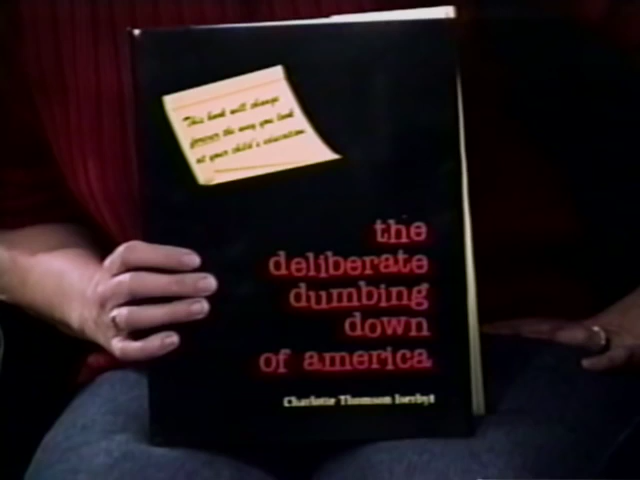 This book will change
forever the way you look
at your child's education
the
deliberate
dumbing
down
of america
Charlotte Thomson Iserbyt